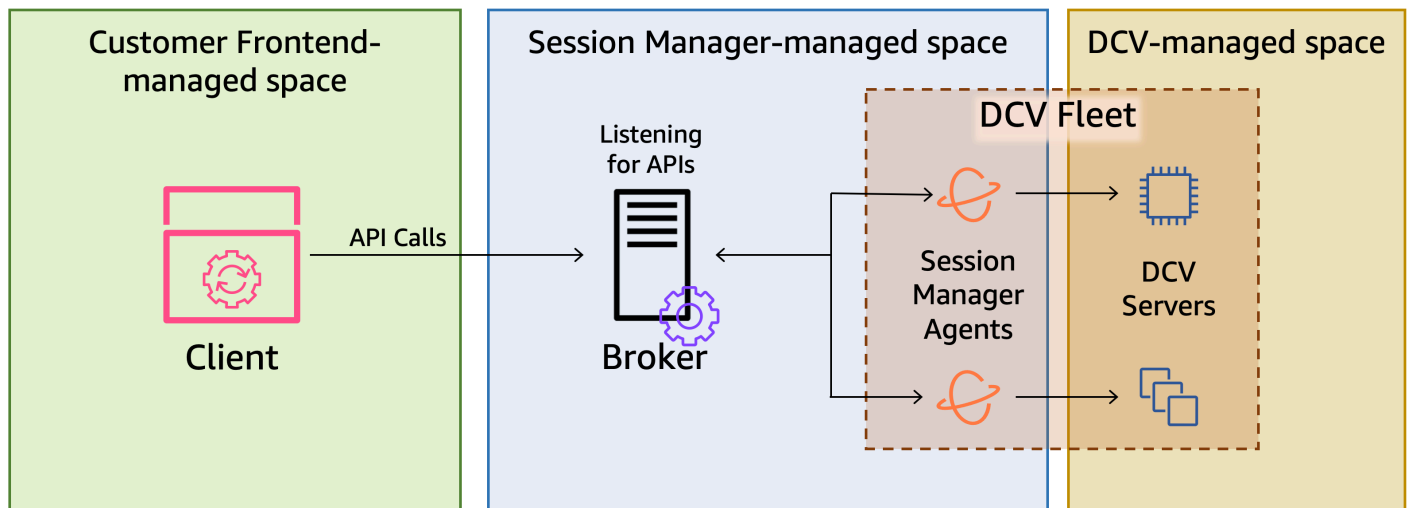 Customer Frontend-
managed space
Session Manager-managed space
DCV-managed space
DCV Fleet
Listening
for APIs
API Calls
Client
Broker
Session
Manager
Agents
DCV
Servers